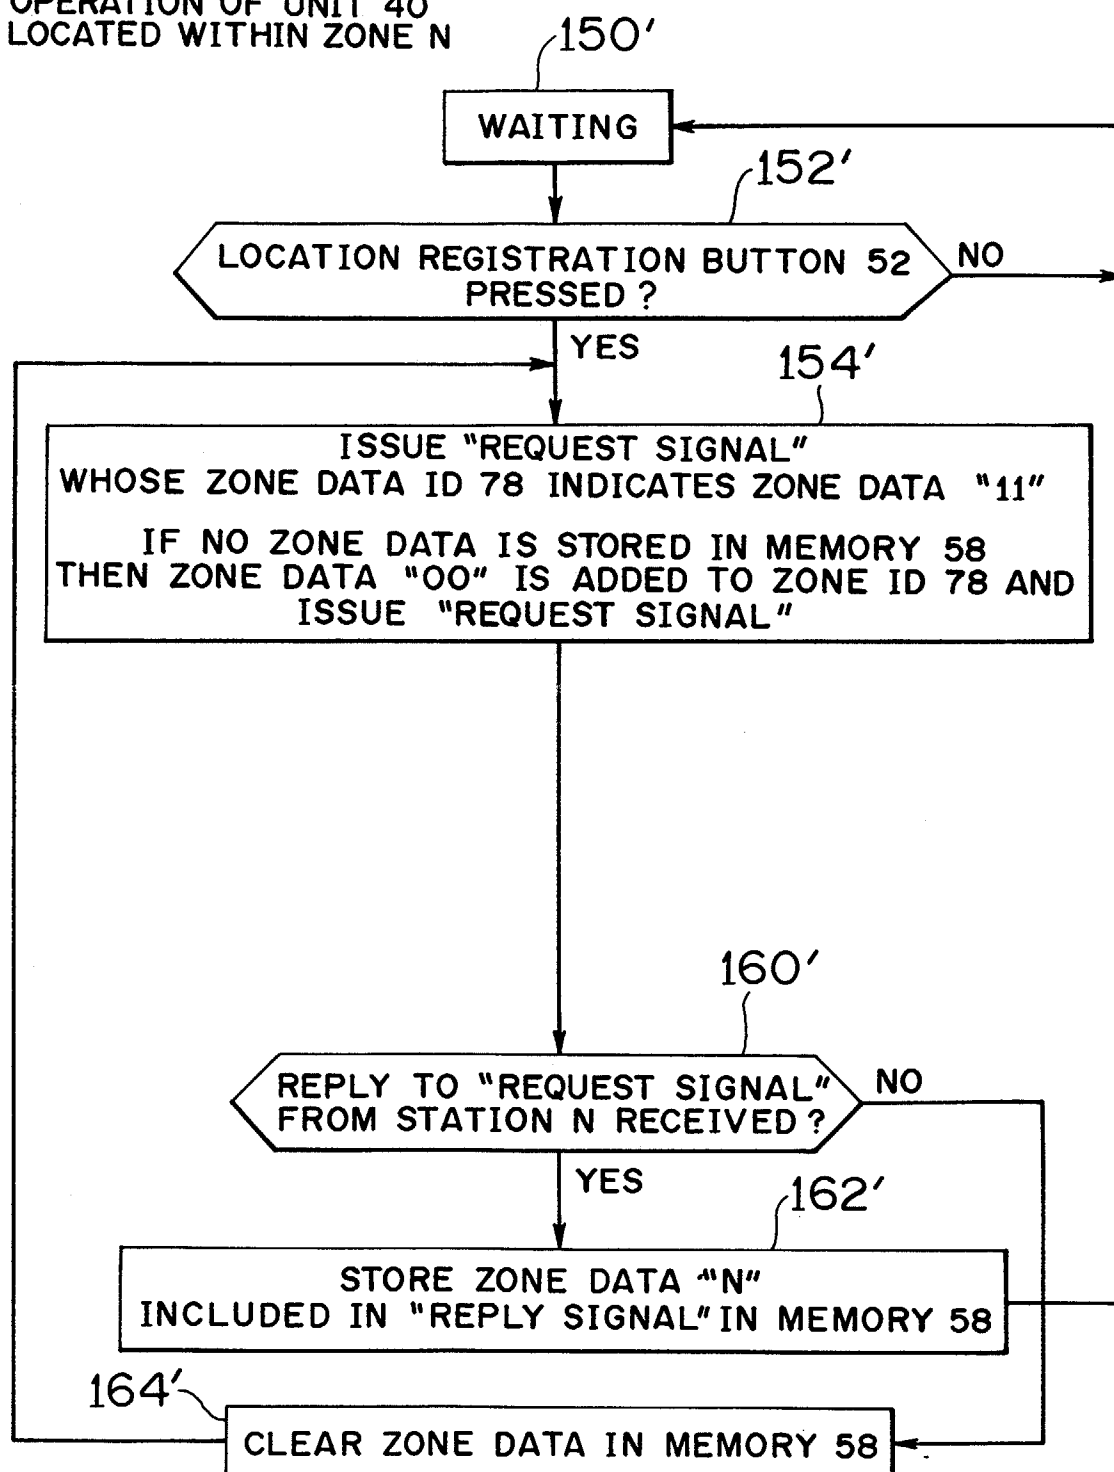 OPERATION OF UNIT 40
LOCATED WITHIN ZONE N
150'
WAITING
152'
LOCATION REGISTRATION BUTTON 52
PRESSED ?
NO
YES
154'
ISSUE "REQUEST SIGNAL"
WHOSE ZONE DATA ID 78 INDICATES ZONE DATA "11"
IF NO ZONE DATA IS STORED IN MEMORY 58
THEN ZONE DATA "00" IS ADDED TO ZONE ID 78 AND
ISSUE "REQUEST SIGNAL"
160'
REPLY TO "REQUEST SIGNAL"
FROM STATION N RECEIVED ?
NO
YES
162'
STORE ZONE DATA "N"
INCLUDED IN "REPLY SIGNAL" IN MEMORY 58
164'
CLEAR ZONE DATA IN MEMORY 58